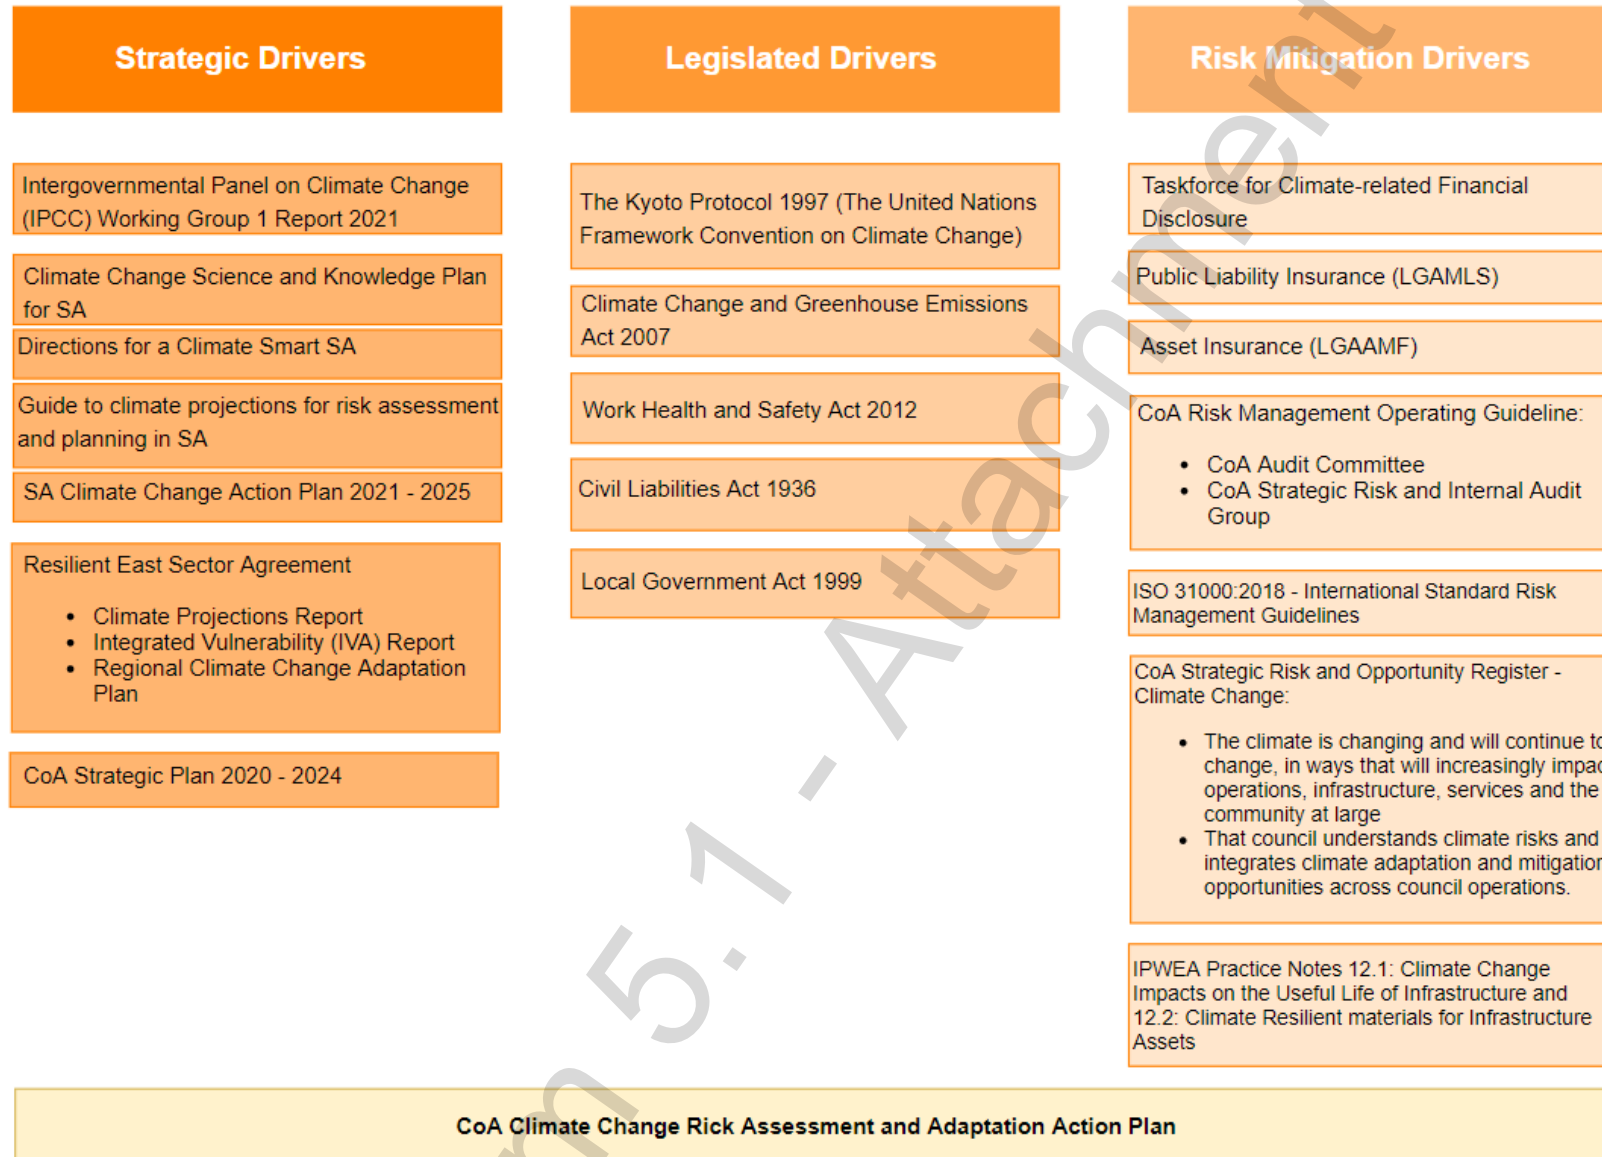 Strategic Drivers
Intergovernmental Panel on Climate Change
(IPCC) Working Group 1 Report 2021
Climate Change Science and Knowledge Plan
for SA
Directions for a Climate Smart SA
Guide to climate projections for risk assessment
and planning in SA
SA Climate Change Action Plan 2021 - 2025
Resilient East Sector Agreement
• Climate Projections Report
• Integrated Vulnerability (IVA) Report
• Regional Climate Change Adaptation
Plan
CoA Strategic Plan 2020 - 2024
Legislated Drivers
The Kyoto Protocol 1997 (The United Nations
Framework Convention on Climate Change)
Climate Change and Greenhouse Emissions
Act 2007
Work Health and Safety Act 2012
Civil Liabilities Act 1936
Local Government Act 1999
Risk Mitigation Drivers
Taskforce for Climate-related Financial
Disclosure
Public Liability Insurance (LGAMLS)
Asset Insurance (LGAAMF)
CoA Risk Management Operating Guideline:
• CoA Audit Committee
• CoA Strategic Risk and Internal Audit
Group
ISO 31000:2018 - International Standard Risk
Management Guidelines
CoA Strategic Risk and Opportunity Register -
Climate Change:
• The climate is changing and will continue to
change, in ways that will increasingly impac
operations, infrastructure, services and the
community at large
• That council understands climate risks and
integrates climate adaptation and mitigation
opportunities across council operations.
IPWEA Practice Notes 12.1: Climate Change
Impacts on the Useful Life of Infrastructure and
12.2: Climate Resilient materials for Infrastructure
Assets
CoA Climate Change Rick Assessment and Adaptation Action Plan
m 5.1 - Attachment